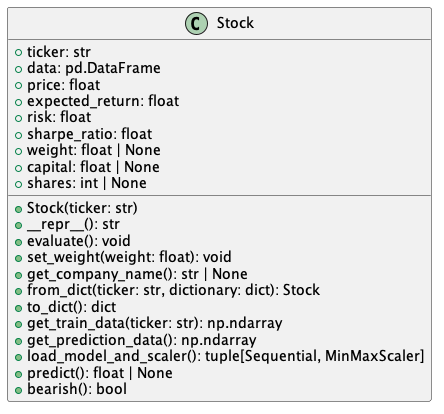 C Stock
ticker: str
data: pd.DataFrame
price: float
expected_return: float
risk: float
sharpe_ratio: float
weight: float | None
capital: float | None
shares: int | None
Stock(ticker: str)
__repr__(): str
evaluate(): void
set_weight(weight: float): void
get_company_name(): str | None
from_dict(ticker: str, dictionary: dict): Stock
to_dict(): dict
get_train_data(ticker: str): np.ndarray
get_prediction_data(): np.ndarray
load_model_and_scaler(): tuple[Sequential, MinMaxScaler]
predict(): float | None
bearish(): bool